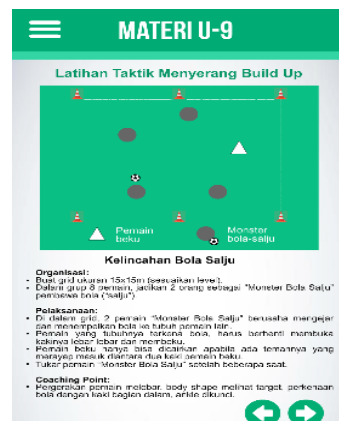 MATERI U-9
Latihan Taktik Menyerang Build Up
Pemain
beku
Monster
bola-salju
Kelincahan Bola Salju
Organisasi:
Buat grid ukuran 15x15m (sesuaikan level).
Dalam grup 8 pemain, jadikan 2 orang sebagai "Monster Bola Salju"
pembawa bola ("salju")
Pelaksanaan:
Di dalam grid, 2 pemain "Monster Bola Salju" berusaha mengejar
dan menempelkan bola ke tubuh pemain lain.
Pemain yang tubuhnya terkena bola, harus berhenti membuka
kakinya lebar lebar dan membeku.
Pemain beku hanya bisa dicairkan apabila ada temannya yang
merayap masuk diantara dua kaki pemain beku.
Tukar pemain "Monster Bola Salju" setelah beberapa saat.
Coaching Point:
Pergerakan pemain melebar, body shape melihat target, perkenaan
bola dengan kaki bagian dalam, ankle dikunci.